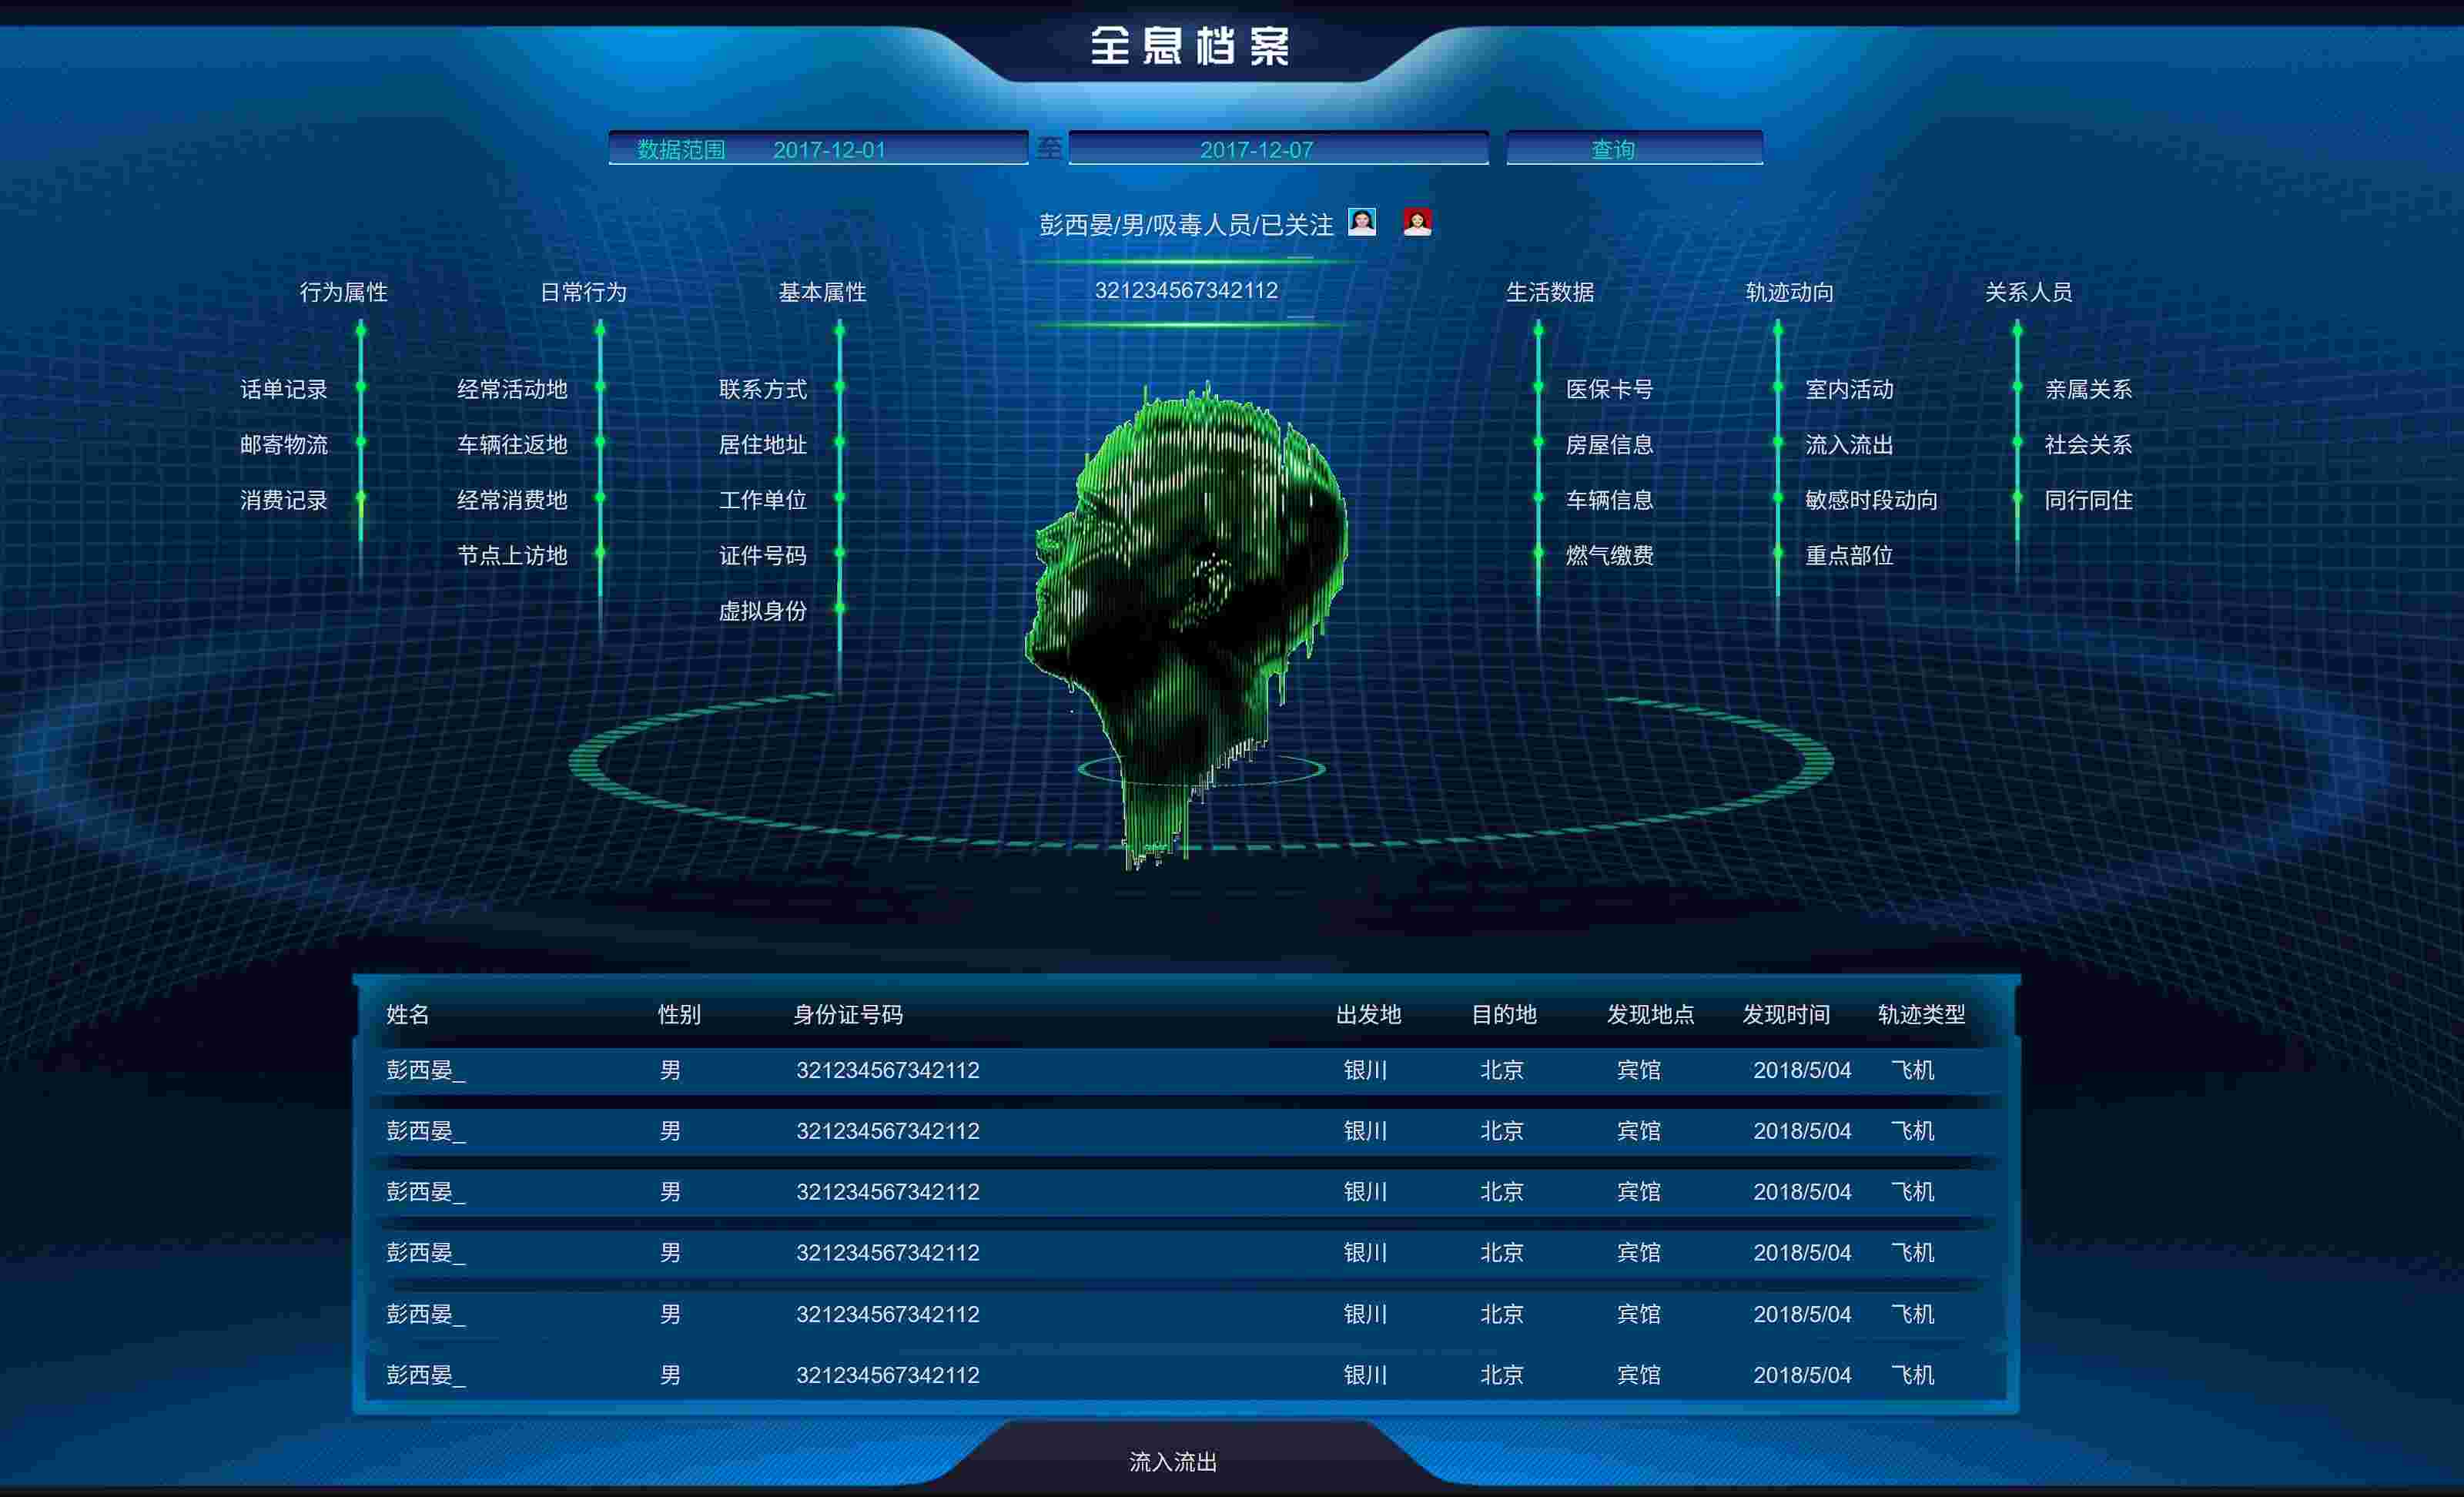 全息档案
数据范围 2017-12-01 至 2017-12-07 查询
彭西晏/男/吸毒人员/已关注
321234567342112
行为属性
话单记录
邮寄物流
消费记录
日常行为
经常活动地
车辆往返地
经常消费地
节点上访地
基本属性
联系方式
居住地址
工作单位
证件号码
虚拟身份
生活数据
医保卡号
房屋信息
车辆信息
燃气缴费
轨迹动向
室内活动
流入流出
敏感时段动向
重点部位
关系人员
亲属关系
社会关系
同行同住
姓名 性别 身份证号码 出发地 目的地 发现地点 发现时间 轨迹类型
彭西晏_ 男 321234567342112 银川 北京 宾馆 2018/5/04 飞机
彭西晏_ 男 321234567342112 银川 北京 宾馆 2018/5/04 飞机
彭西晏_ 男 321234567342112 银川 北京 宾馆 2018/5/04 飞机
彭西晏_ 男 321234567342112 银川 北京 宾馆 2018/5/04 飞机
彭西晏_ 男 321234567342112 银川 北京 宾馆 2018/5/04 飞机
彭西晏_ 男 321234567342112 银川 北京 宾馆 2018/5/04 飞机
流入流出